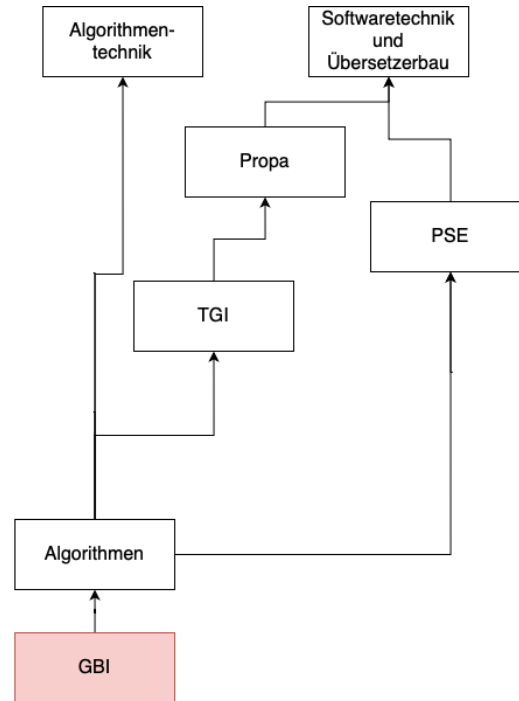 Algorithmen-
technik
Softwaretechnik
und
Übersetzerbau
Propa
PSE
TGI
Algorithmen
GBI